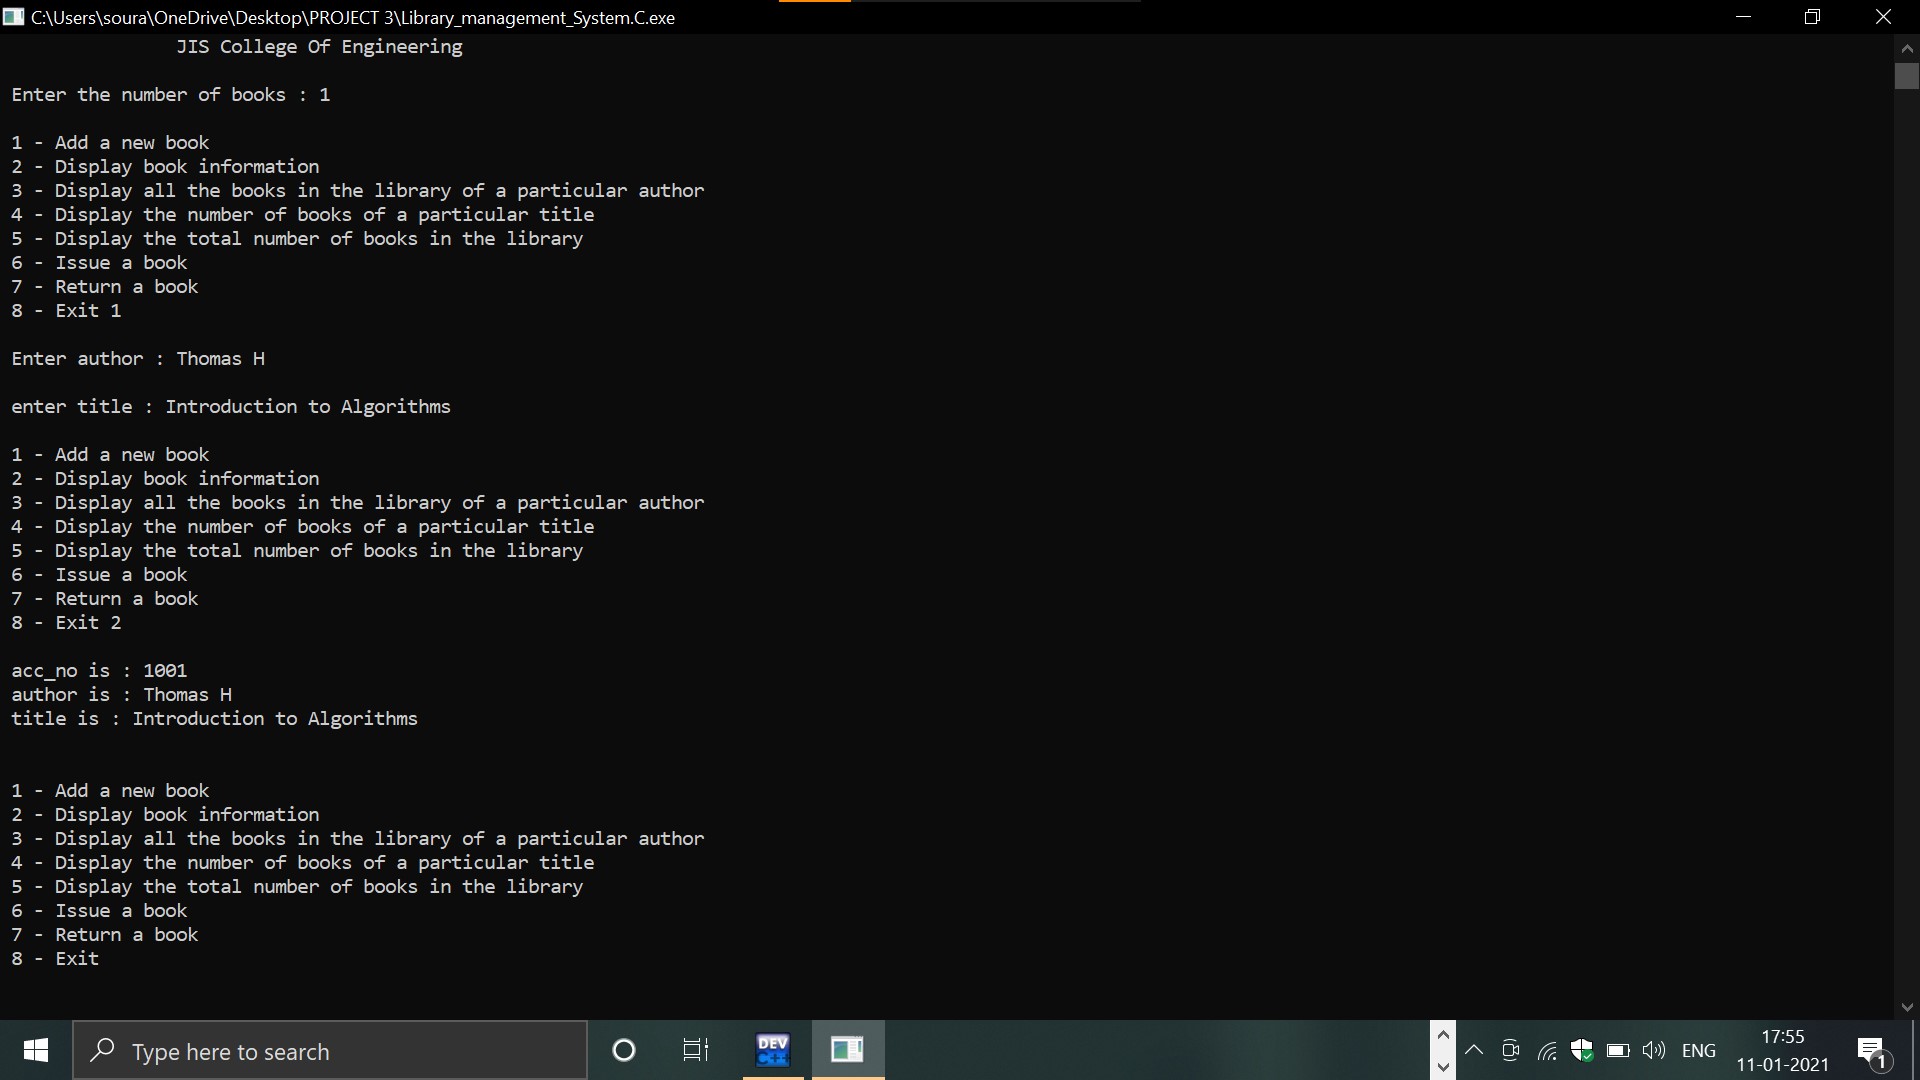 C:\Users\soura\OneDrive\Desktop\PROJECT 3\Library_management_System.C.exe
JIS College Of Engineering
Enter the number of books : 1
1 - Add a new book
2 - Display book information
3 - Display all the books in the library of a particular author
4 - Display the number of books of a particular title
5 - Display the total number of books in the library
6 - Issue a book
7 - Return a book
8 - Exit 1
Enter author : Thomas H
enter title : Introduction to Algorithms
1 - Add a new book
2 - Display book information
3 - Display all the books in the library of a particular author
4 - Display the number of books of a particular title
5 - Display the total number of books in the library
6 - Issue a book
7 - Return a book
8 - Exit 2
acc_no is : 1001
author is : Thomas H
title is : Introduction to Algorithms
1 - Add a new book
2 - Display book information
3 - Display all the books in the library of a particular author
4 - Display the number of books of a particular title
5 - Display the total number of books in the library
6 - Issue a book
7 - Return a book
8 - Exit
Type here to search
DEV
C++
ENG
17:55
11-01-2021
1